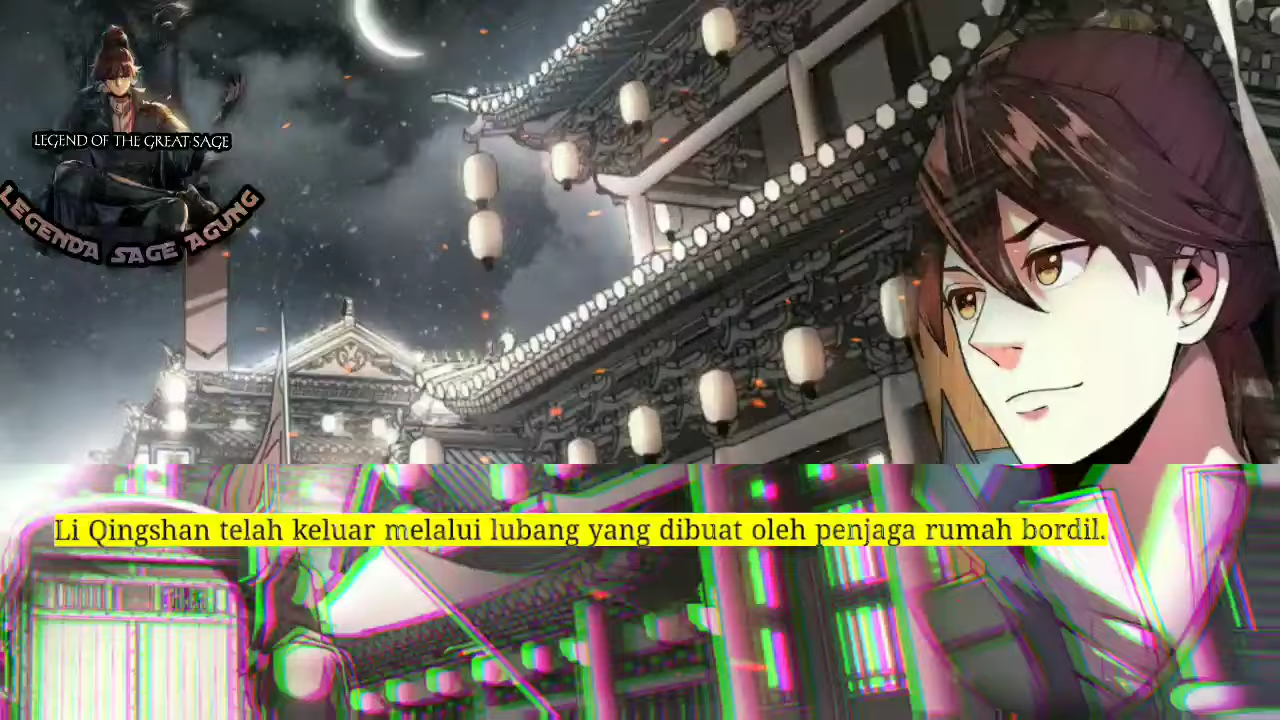 LEGEND OF THE GREAT SAGE
LEGENDA SAGE AGUNG
Li Qingshan telah keluar melalui lubang yang dibuat oleh penjaga rumah bordil.